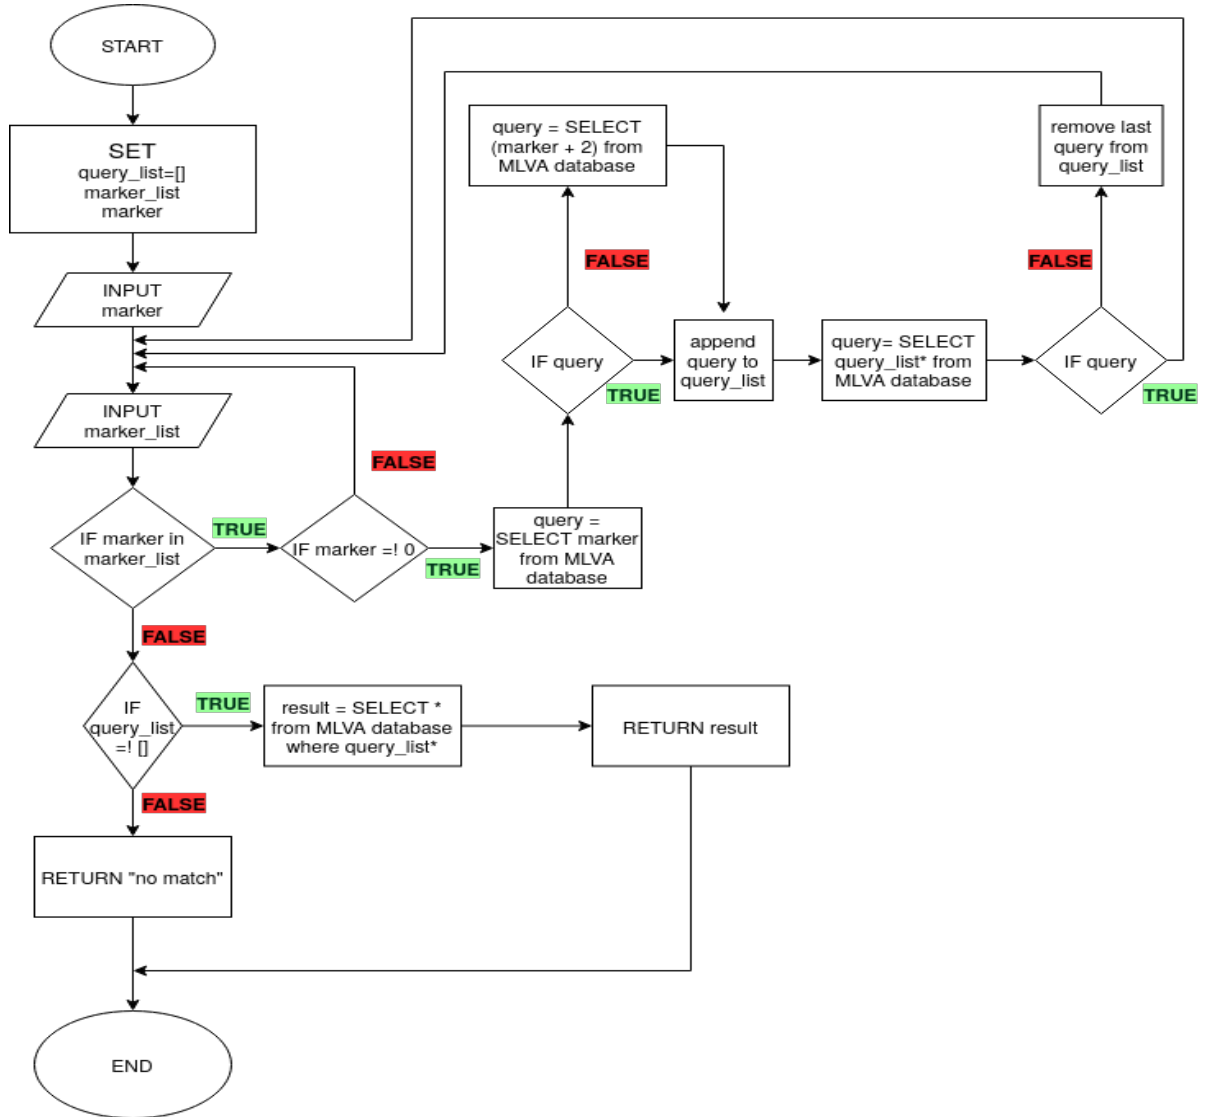 START
SET
query_list=[]
marker_list
marker
INPUT
marker
INPUT
marker_list
IF marker in
marker_list
TRUE
FALSE
IF marker =! 0
FALSE
TRUE
query =
SELECT marker
from MLVA
database
IF query
FALSE
TRUE
query = SELECT
(marker + 2) from
MLVA database
append
query to
query_list
query= SELECT
query_list* from
MLVA database
IF query
FALSE
TRUE
remove last
query from
query_list
IF
query_list
=! []
TRUE
FALSE
result = SELECT *
from MLVA database
where query_list*
RETURN result
RETURN "no match"
END